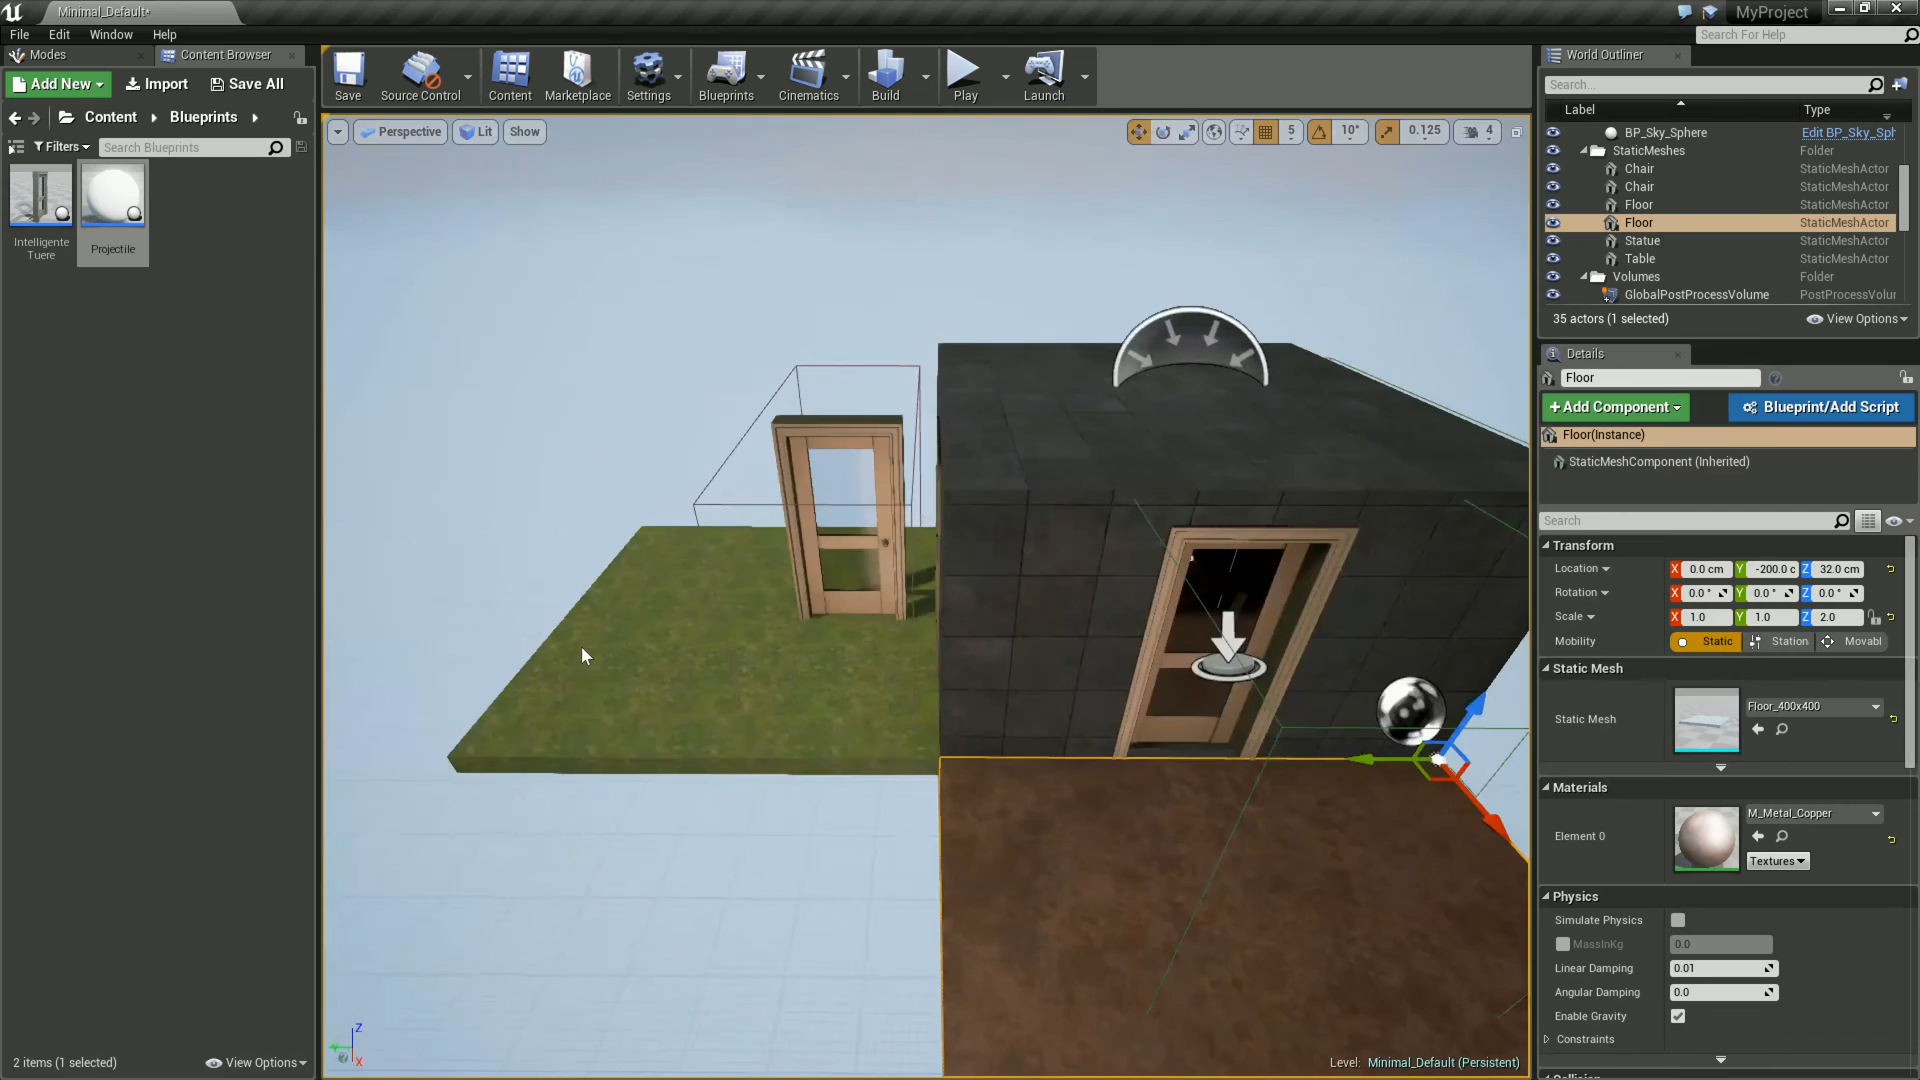 Minimal_Default*
MyProject
File Edit Window Help
Search For Help
Modes
Content Browser
Add New
Import
Save All
Content
Blueprints
Filters
Search Blueprints
Intelligente
Tuere
Projectile
2 items (1 selected)
View Options
Save
Source Control
Content
Marketplace
Settings
Blueprints
Cinematics
Build
Play
Launch
Perspective
Lit
Show
5
10°
0.125
4
Z
X
Level: Minimal_Default (Persistent)
World Outliner
Search...
Label Type
BP_Sky_Sphere Edit BP_Sky_Sph
StaticMeshes Folder
Chair StaticMeshActor
Chair StaticMeshActor
Floor StaticMeshActor
Floor StaticMeshActor
Statue StaticMeshActor
Table StaticMeshActor
Volumes Folder
GlobalPostProcessVolume PostProcessVolur
35 actors (1 selected)
View Options
Details
Floor
+ Add Component
Blueprint/Add Script
Floor(Instance)
StaticMeshComponent (Inherited)
Search
Transform
Location X 0.0 cm Y -200.0 c Z 32.0 cm
Rotation X 0.0 ° Y 0.0 ° Z 0.0 °
Scale X 1.0 Y 1.0 Z 2.0
Mobility Static Station Movabl
Static Mesh
Static Mesh
Floor_400x400
Materials
Element 0
M_Metal_Copper
Textures
Physics
Simulate Physics
MassInKg 0.0
Linear Damping 0.01
Angular Damping 0.0
Enable Gravity
Constraints